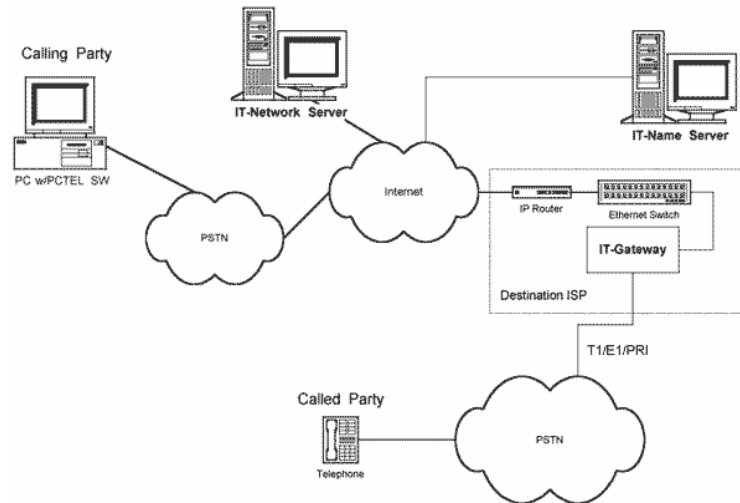 Calling Party
IT-Network Server
IT-Name Server
PC w/PCTEL SW
Internet
IP Router
Ethernet Switch
PSTN
IT-Gateway
Destination ISP
T1/E1/PRI
Called Party
PSTN
Telephone